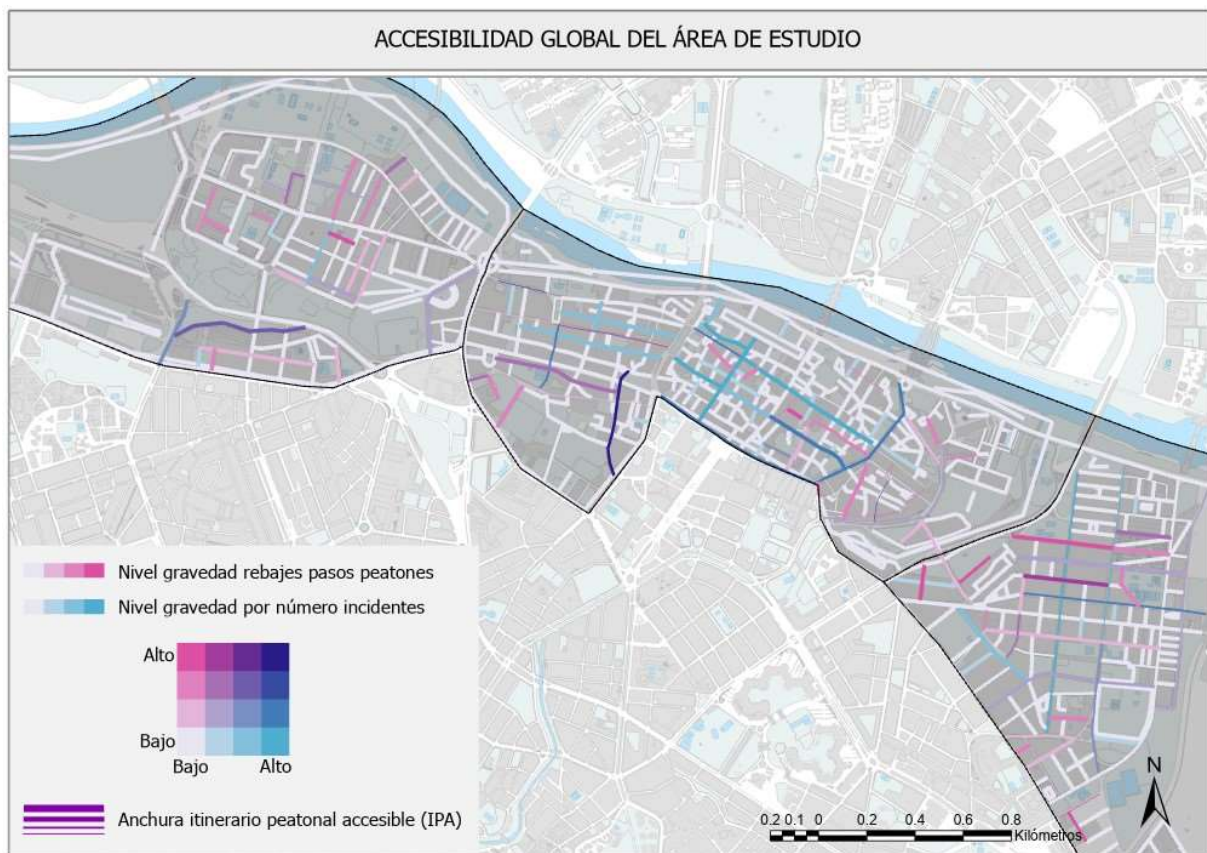 ACCESIBILIDAD GLOBAL DEL ÁREA DE ESTUDIO
Nivel gravedad rebajes pasos peatones
Nivel gravedad por número incidentes
Alto
Bajo
Bajo Alto
Anchura itinerario peatonal accesible (IPA)
N
0.2 0.1 0 0.2 0.4 0.6 0.8
Kilómetros